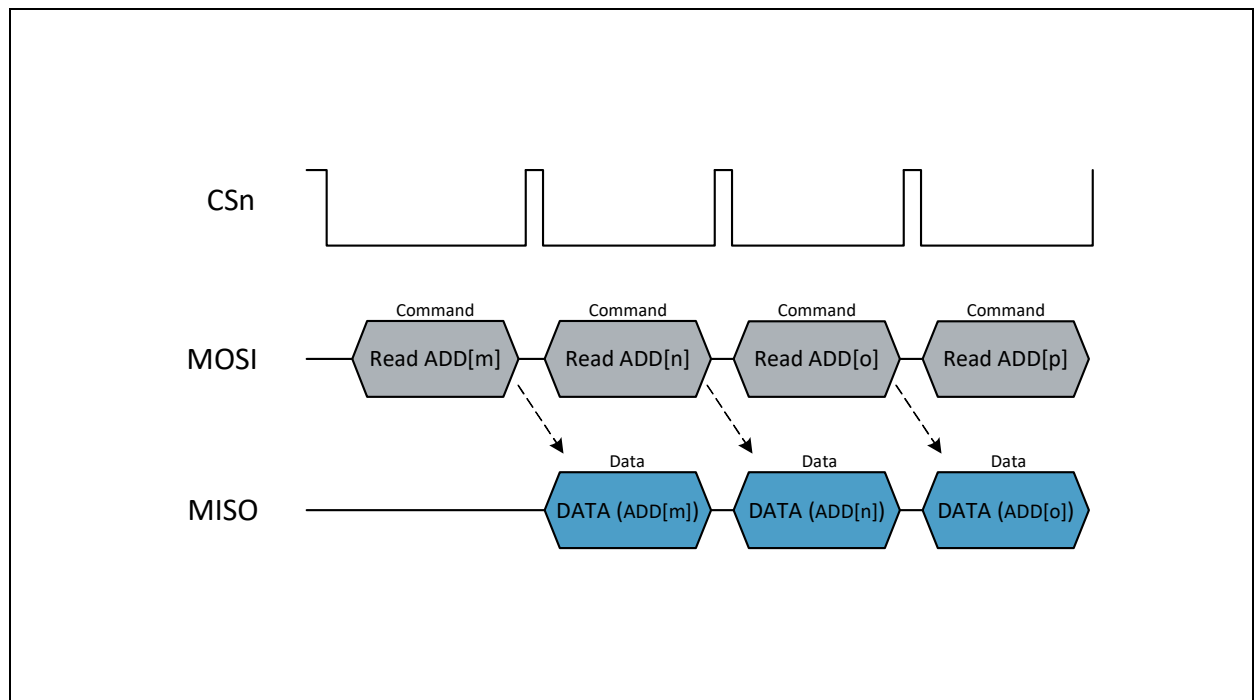 CSn
Command
Command
Command
Command
MOSI
Read ADD[m]
Read ADD[n]
Read ADD[o]
Read ADD[p]
Data
Data
Data
MISO
DATA (ADD[m])
DATA (ADD[n])
DATA (ADD[o])